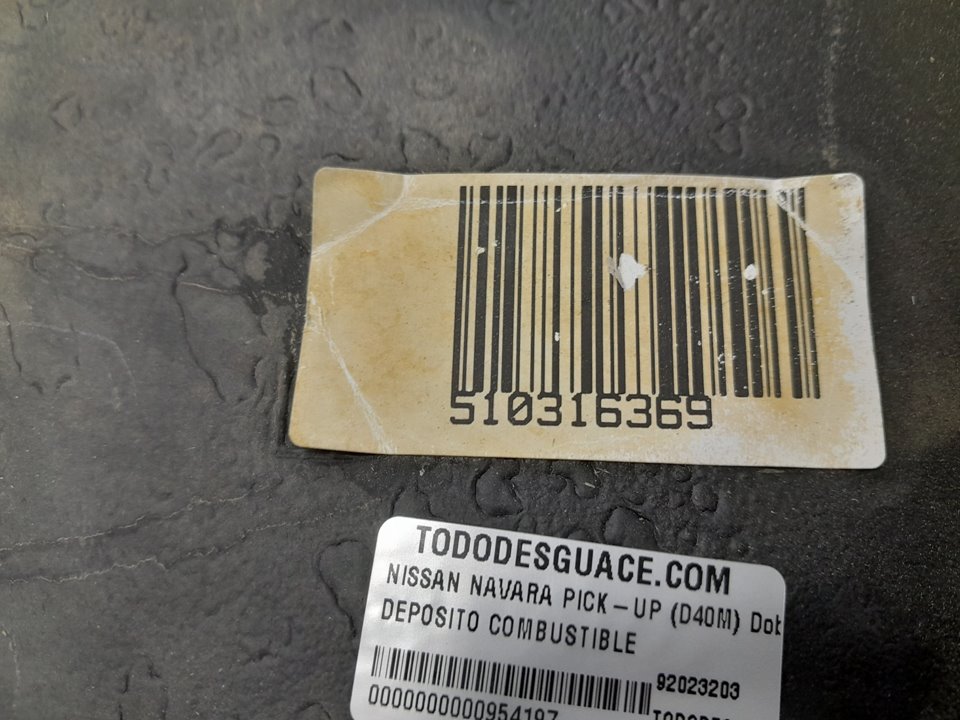 510316369
TODODESGUACE.COM
NISSAN NAVARA PICK-UP (D40M) Dob
DEPOSITO COMBUSTIBLE
92023203
0000000000954197